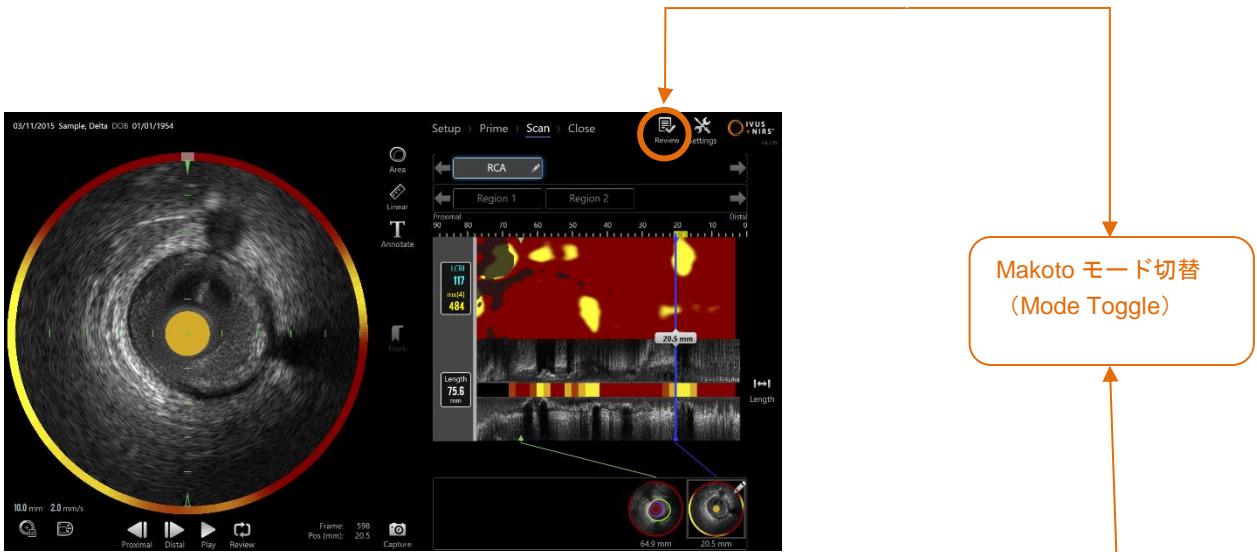 03/11/2015 Sample, Delta DOB 01/01/1954
Setup Prime Scan Close
Review
Settings
IVUS
+NIRS
Area
RCA
Linear
Region 1 Region 2
T
Annotate
Proximal Distal
90 80 70 60 50 40 30 20 10 0
LCBI
117
mx[4]
484
Mark
20.5 mm
Length
75.6
mm
Length
10.0 mm 2.0 mm/s
Proximal Distal Play Review
Frame: 598
Pos (mm): 20.5
Capture
64.9 mm 20.5 mm
Makoto モード切替
（Mode Toggle）